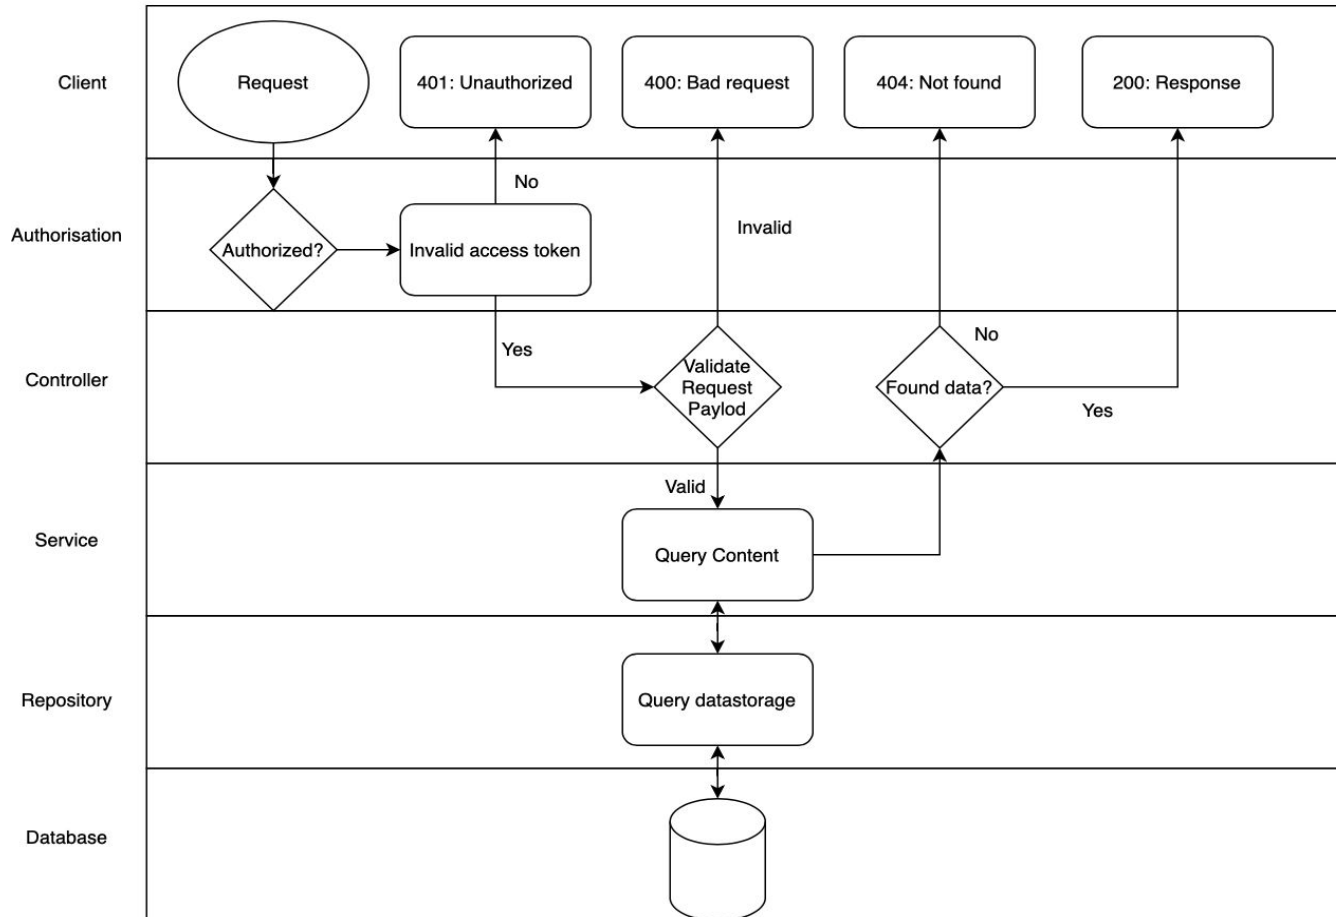 Client
Request
401: Unauthorized
400: Bad request
404: Not found
200: Response
No
Authorisation
Authorized?
Invalid access token
Invalid
Yes
Controller
Validate
Request
Paylod
Found data?
No
Yes
Valid
Service
Query Content
Repository
Query datastorage
Database